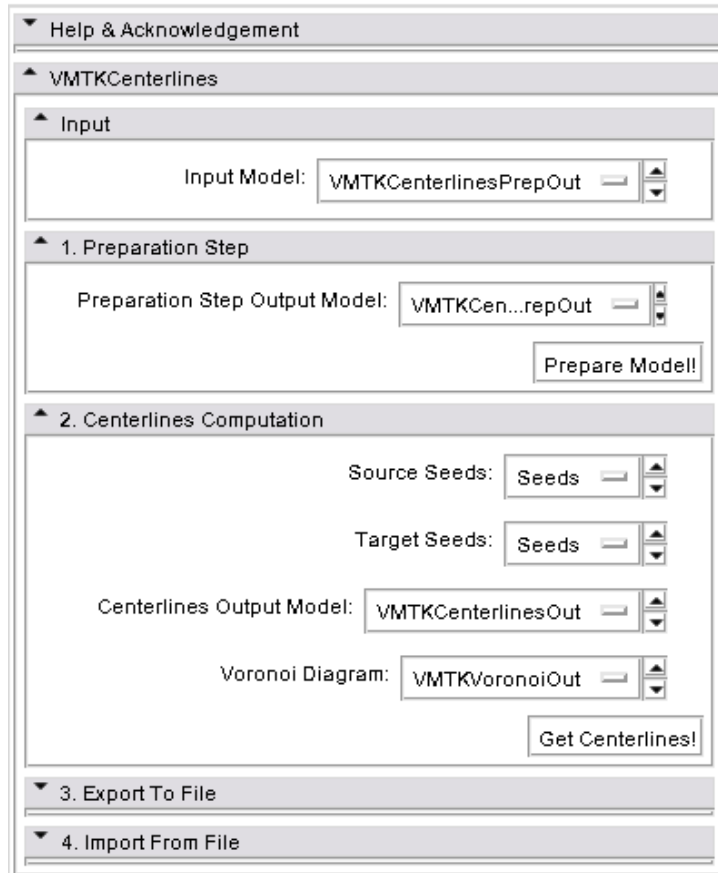 Help & Acknowledgement
VMTKCenterlines
Input
Input Model: VMTKCenterlinesPrepOut
1. Preparation Step
Preparation Step Output Model: VMTKCen...repOut
Prepare Model!
2. Centerlines Computation
Source Seeds: Seeds
Target Seeds: Seeds
Centerlines Output Model: VMTKCenterlinesOut
Voronoi Diagram: VMTKVoronoiOut
Get Centerlines!
3. Export To File
4. Import From File